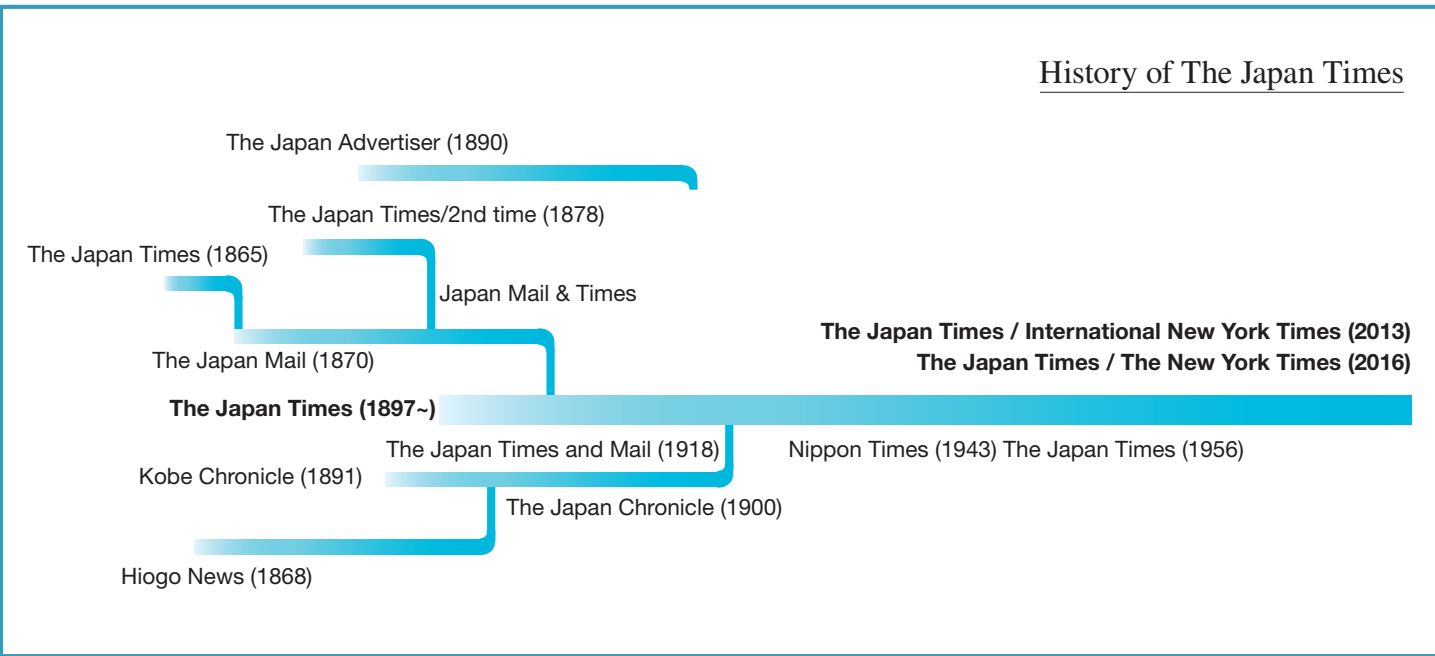 History of The Japan Times
The Japan Advertiser (1890)
The Japan Times/2nd time (1878)
The Japan Times (1865)
Japan Mail & Times
The Japan Times / International New York Times (2013)
The Japan Mail (1870)
The Japan Times / The New York Times (2016)
The Japan Times (1897~)
The Japan Times and Mail (1918)
Nippon Times (1943) The Japan Times (1956)
Kobe Chronicle (1891)
The Japan Chronicle (1900)
Hiogo News (1868)